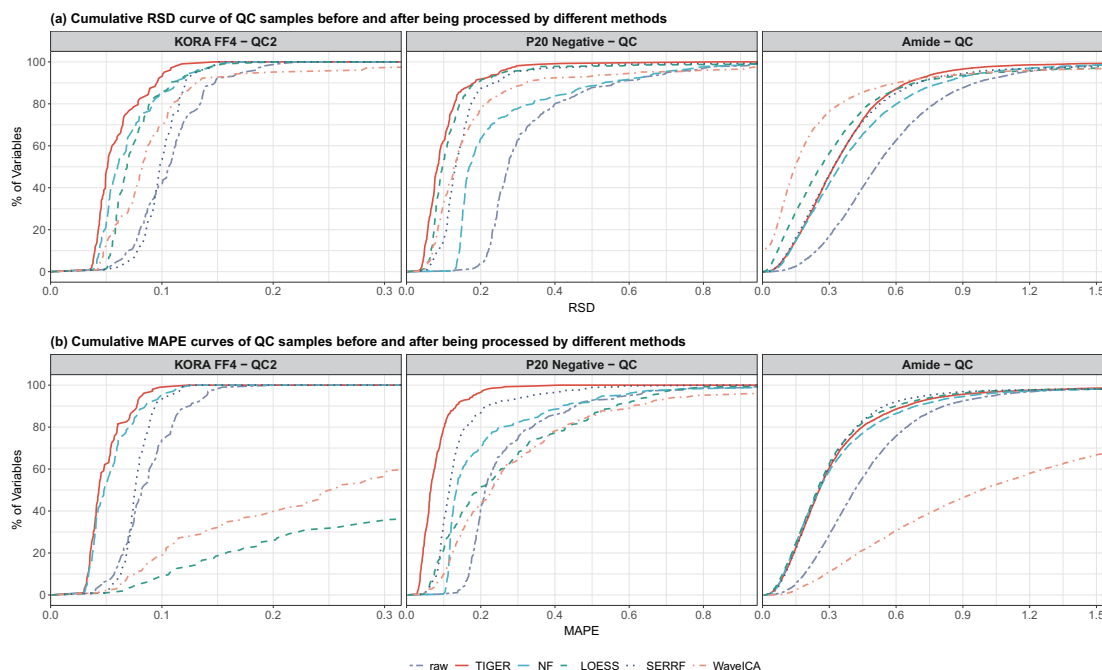 (a) Cumulative RSD curve of QC samples before and after being processed by different methods
KORA FF4 − QC2 P20 Negative − QC Amide − QC
% of Variables
100
80
60
40
20
0
0.0 0.1 0.2 0.3 0.0 0.2 0.4 0.6 0.8 0.0 0.3 0.6 0.9 1.2 1.5
RSD
(b) Cumulative MAPE curves of QC samples before and after being processed by different methods
KORA FF4 − QC2 P20 Negative − QC Amide − QC
% of Variables
100
80
60
40
20
0
0.0 0.1 0.2 0.3 0.0 0.2 0.4 0.6 0.8 0.0 0.3 0.6 0.9 1.2 1.5
MAPE
raw TIGER NF LOESS SERRF WaveICA